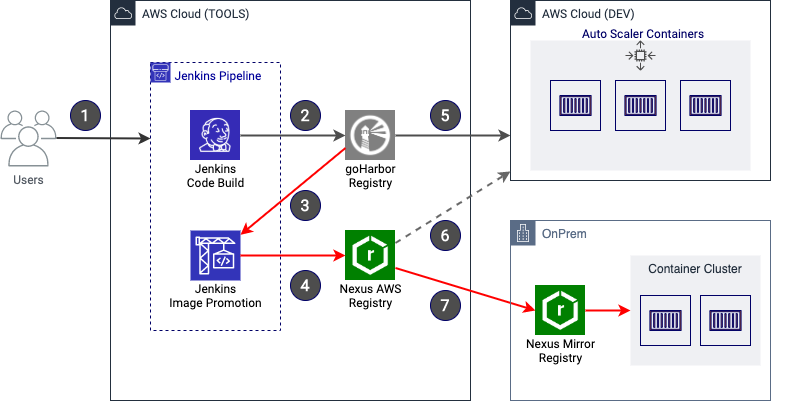 AWS Cloud (TOOLS)
AWS Cloud (DEV)
Auto Scaler Containers
Jenkins Pipeline
1
2
5
Users
Jenkins
Code Build
goHarbor
Registry
3
6
OnPrem
4
Jenkins
Image Promotion
r
Nexus AWS
Registry
7
Container Cluster
r
Nexus Mirror
Registry